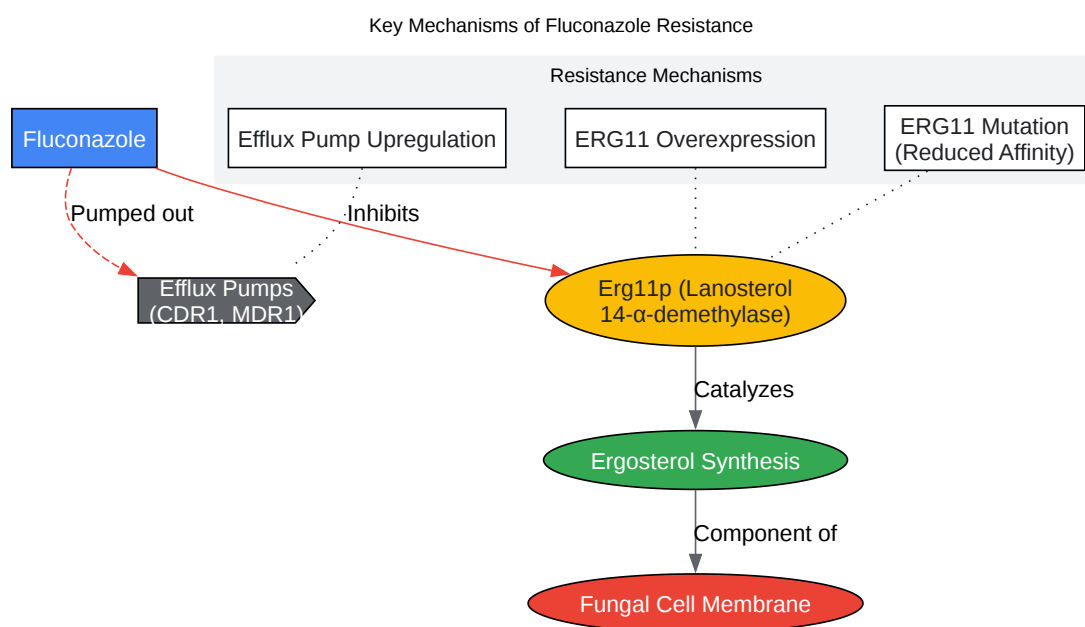 Key Mechanisms of Fluconazole Resistance
Resistance Mechanisms
Fluconazole
Efflux Pump Upregulation
ERG11 Overexpression
ERG11 Mutation
(Reduced Affinity)
Pumped out
Inhibits
Efflux Pumps
(CDR1, MDR1)
Erg11p (Lanosterol
14-α-demethylase)
Catalyzes
Ergosterol Synthesis
Component of
Fungal Cell Membrane